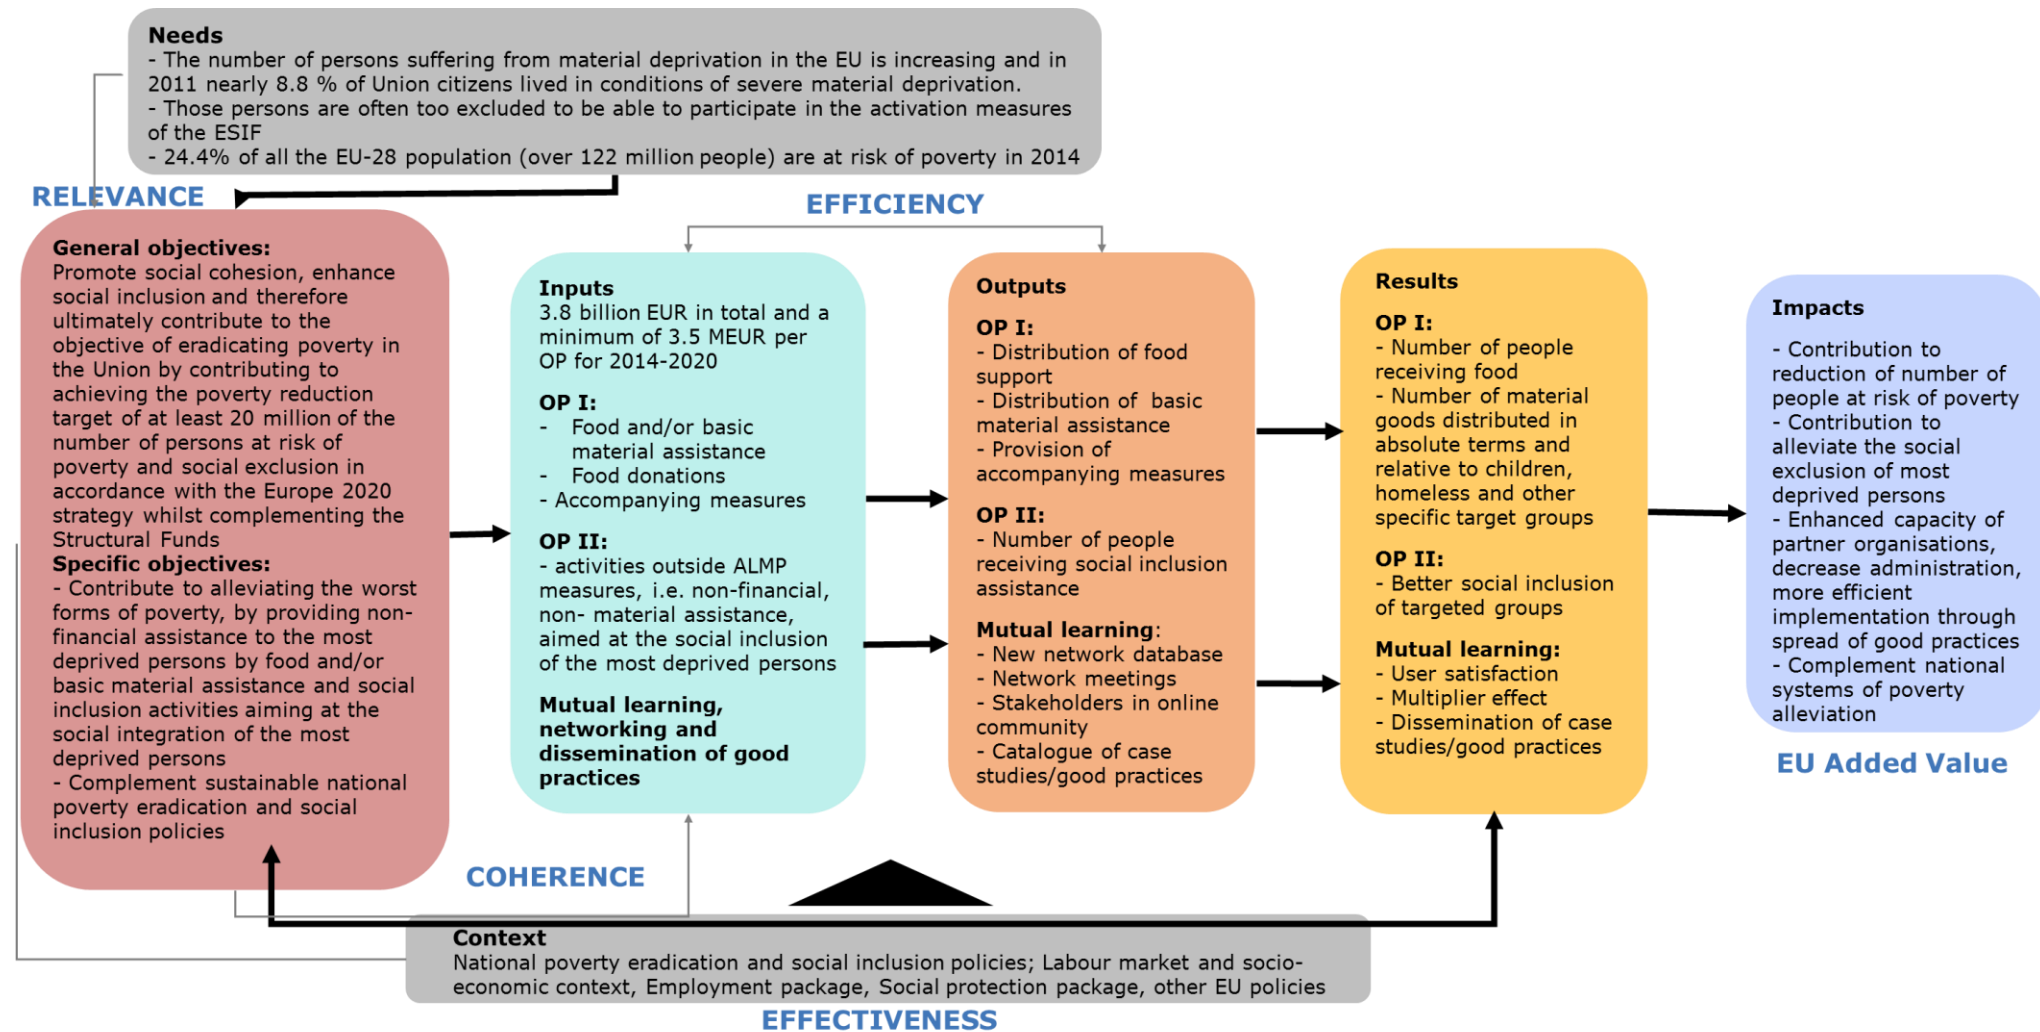 Needs
- The number of persons suffering from material deprivation in the EU is increasing and in
2011 nearly 8.8 % of Union citizens lived in conditions of severe material deprivation.
- Those persons are often too excluded to be able to participate in the activation measures
of the ESIF
- 24.4% of all the EU-28 population (over 122 million people) are at risk of poverty in 2014
RELEVANCE
EFFICIENCY
General objectives:
Promote social cohesion, enhance
social inclusion and therefore
ultimately contribute to the
objective of eradicating poverty in
the Union by contributing to
achieving the poverty reduction
target of at least 20 million of the
number of persons at risk of
poverty and social exclusion in
accordance with the Europe 2020
strategy whilst complementing the
Structural Funds
Specific objectives:
- Contribute to alleviating the worst
forms of poverty, by providing non-
financial assistance to the most
deprived persons by food and/or
basic material assistance and social
inclusion activities aiming at the
social integration of the most
deprived persons
- Complement sustainable national
poverty eradication and social
inclusion policies
Inputs
3.8 billion EUR in total and a
minimum of 3.5 MEUR per
OP for 2014-2020
OP I:
- Food and/or basic
material assistance
- Food donations
- Accompanying measures
OP II:
- activities outside ALMP
measures, i.e. non-financial,
non- material assistance,
aimed at the social inclusion
of the most deprived persons
Mutual learning,
networking and
dissemination of good
practices
Outputs
OP I:
- Distribution of food
support
- Distribution of basic
material assistance
- Provision of
accompanying measures
OP II:
- Number of people
receiving social inclusion
assistance
Mutual learning:
- New network database
- Network meetings
- Stakeholders in online
community
- Catalogue of case
studies/good practices
Results
OP I:
- Number of people
receiving food
- Number of material
goods distributed in
absolute terms and
relative to children,
homeless and other
specific target groups
OP II:
- Better social inclusion
of targeted groups
Mutual learning:
- User satisfaction
- Multiplier effect
- Dissemination of case
studies/good practices
Impacts
- Contribution to
reduction of number of
people at risk of poverty
- Contribution to
alleviate the social
exclusion of most
deprived persons
- Enhanced capacity of
partner organisations,
decrease administration,
more efficient
implementation through
spread of good practices
- Complement national
systems of poverty
alleviation
EU Added Value
COHERENCE
Context
National poverty eradication and social inclusion policies; Labour market and socio-
economic context, Employment package, Social protection package, other EU policies
EFFECTIVENESS